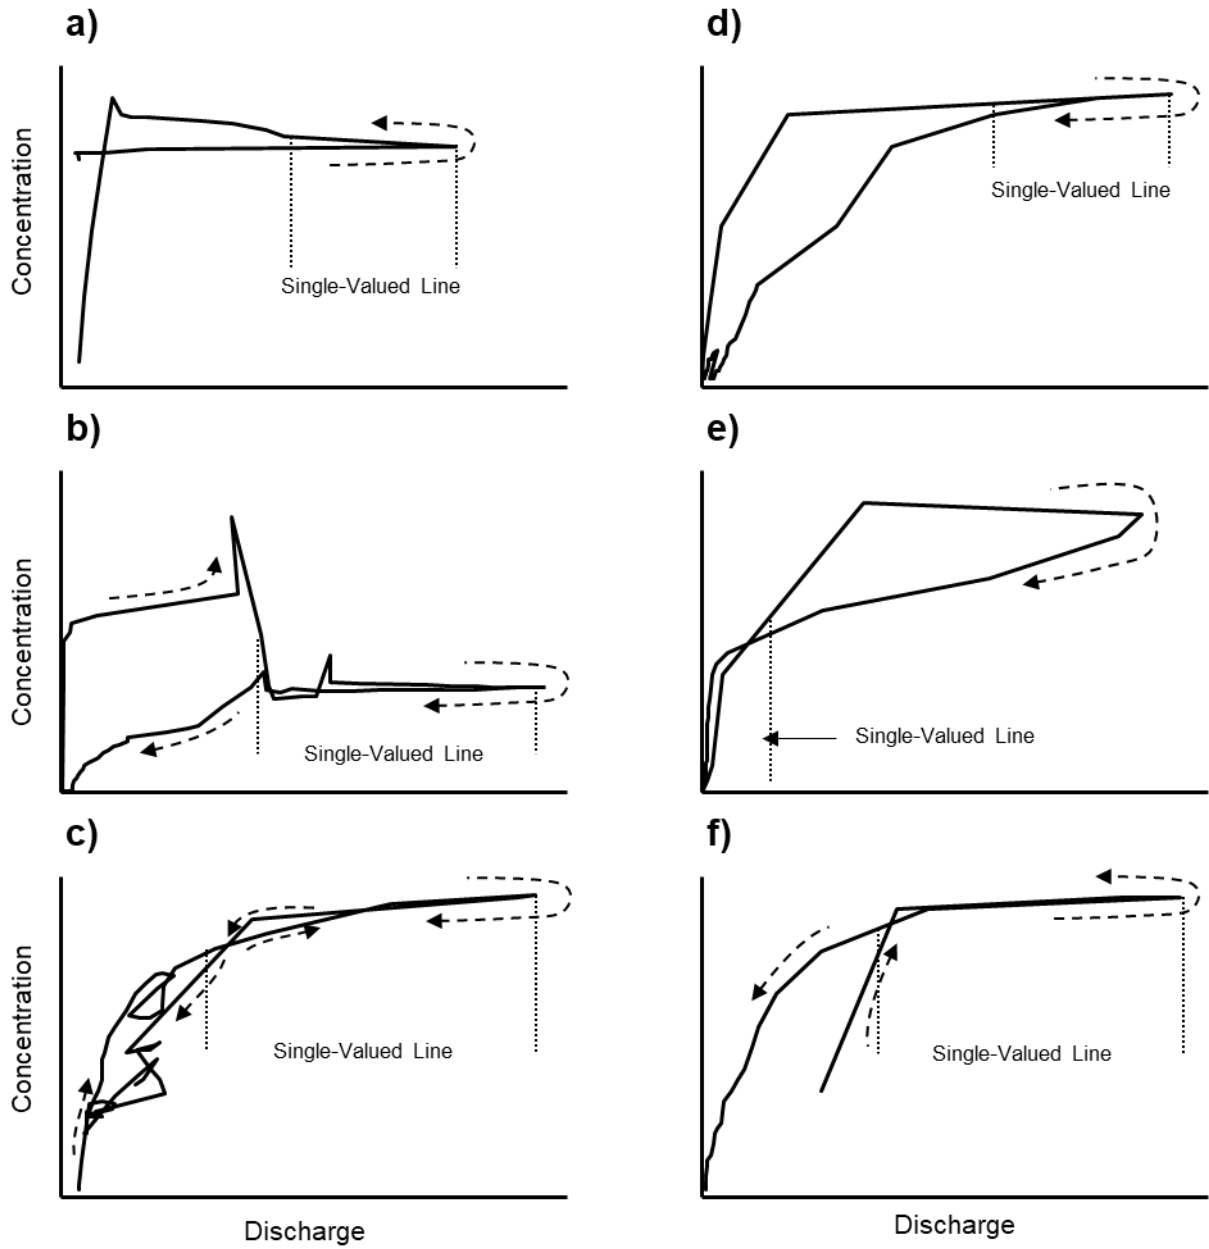 a)
Concentration
Single-Valued Line
d)
Single-Valued Line
b)
Concentration
Single-Valued Line
e)
Single-Valued Line
c)
Concentration
Single-Valued Line
Discharge
f)
Single-Valued Line
Discharge